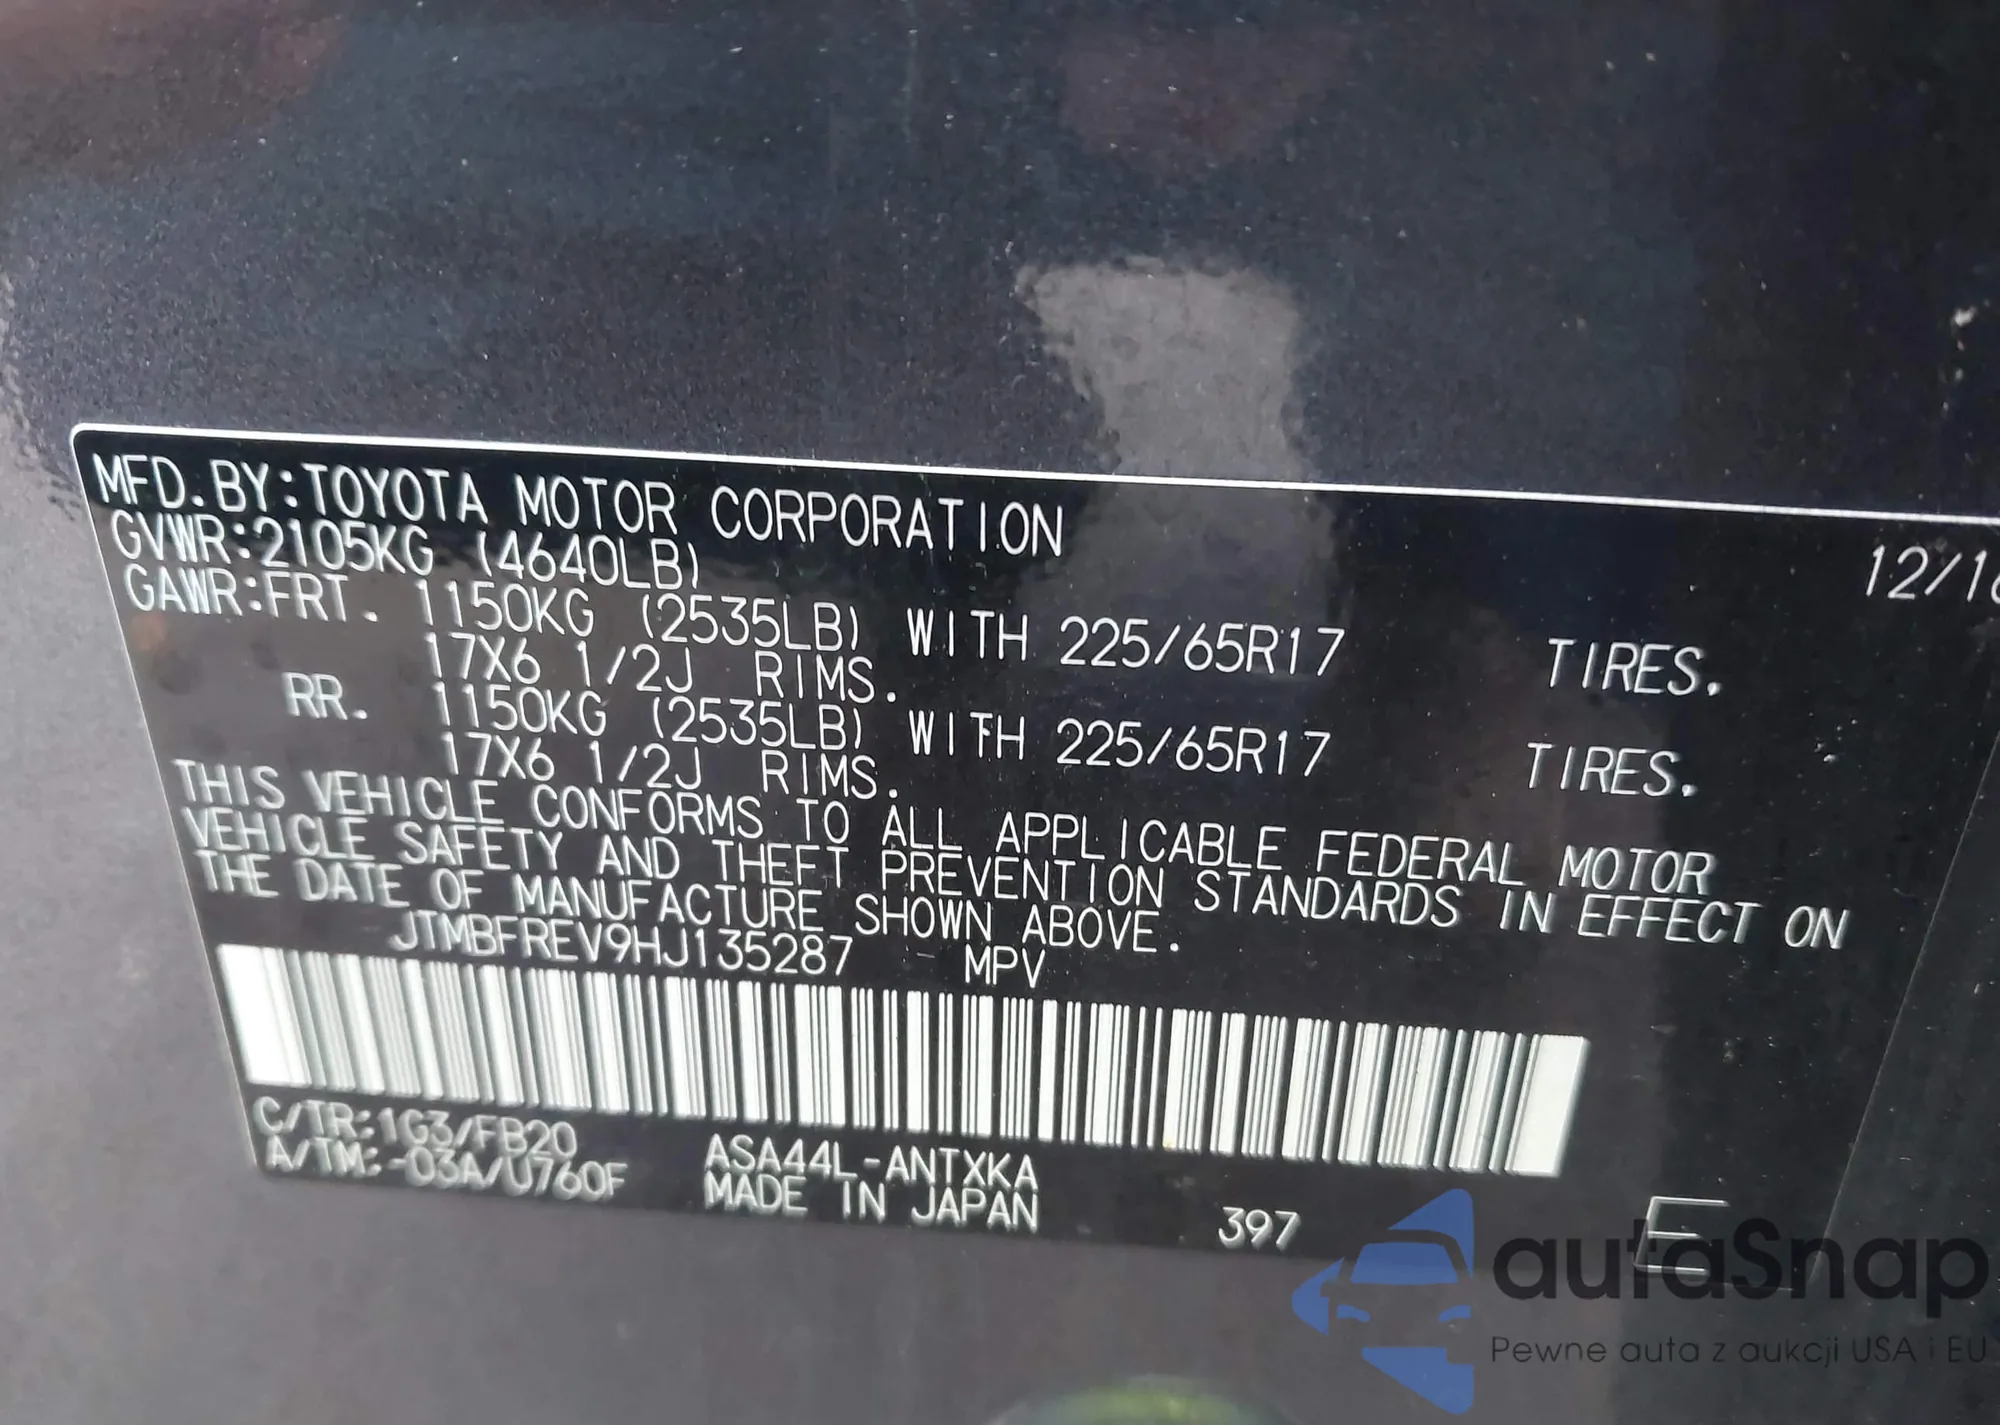 MFD.BY:TOYOTA MOTOR CORPORATION 12/16
GVWR:2105KG (4640LB)
GAWR:FRT. 1150KG (2535LB) WITH 225/65R17 TIRES.
17X6 1/2J RIMS.
RR. 1150KG (2535LB) WITH 225/65R17 TIRES.
17X6 1/2J RIMS.
THIS VEHICLE CONFORMS TO ALL APPLICABLE FEDERAL MOTOR
VEHICLE SAFETY AND THEFT PREVENTION STANDARDS IN EFFECT ON
THE DATE OF MANUFACTURE SHOWN ABOVE.
JTMBFREV9HJ135287 MPV
C/TR:1G3/FB20 ASA44L-ANTXKA
A/TM:-03A/U760F MADE IN JAPAN 397
E
autaSnap
Pewne auta z aukcji USA i EU